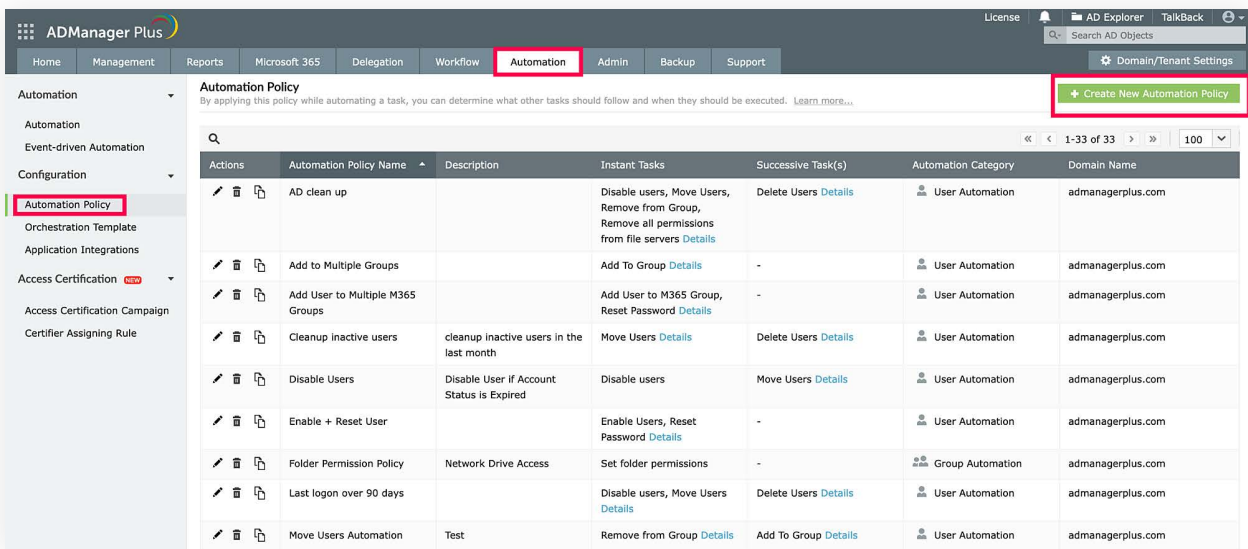 License AD Explorer TalkBack
ADManager Plus
Search AD Objects
Home Management Reports Microsoft 365 Delegation Workflow Automation Admin Backup Support Domain/Tenant Settings
Automation
Automation
Event-driven Automation
Configuration
Automation Policy
Orchestration Template
Application Integrations
Access Certification NEW
Access Certification Campaign
Certifier Assigning Rule
Automation Policy
By applying this policy while automating a task, you can determine what other tasks should follow and when they should be executed. Learn more...
+ Create New Automation Policy
1-33 of 33 100
Actions Automation Policy Name Description Instant Tasks Successive Task(s) Automation Category Domain Name
AD clean up Disable users, Move Users, Delete Users Details User Automation admanagerplus.com
Remove from Group,
Remove all permissions
from file servers Details
Add to Multiple Groups Add To Group Details - User Automation admanagerplus.com
Add User to Multiple M365 Add User to M365 Group, - User Automation admanagerplus.com
Groups Reset Password Details
Cleanup inactive users cleanup inactive users in the Move Users Details Delete Users Details User Automation admanagerplus.com
last month
Disable Users Disable User if Account Disable users Move Users Details User Automation admanagerplus.com
Status is Expired
Enable + Reset User Enable Users, Reset - User Automation admanagerplus.com
Password Details
Folder Permission Policy Network Drive Access Set folder permissions - Group Automation admanagerplus.com
Last logon over 90 days Disable users, Move Users Delete Users Details User Automation admanagerplus.com
Details
Move Users Automation Test Remove from Group Details Add To Group Details User Automation admanagerplus.com